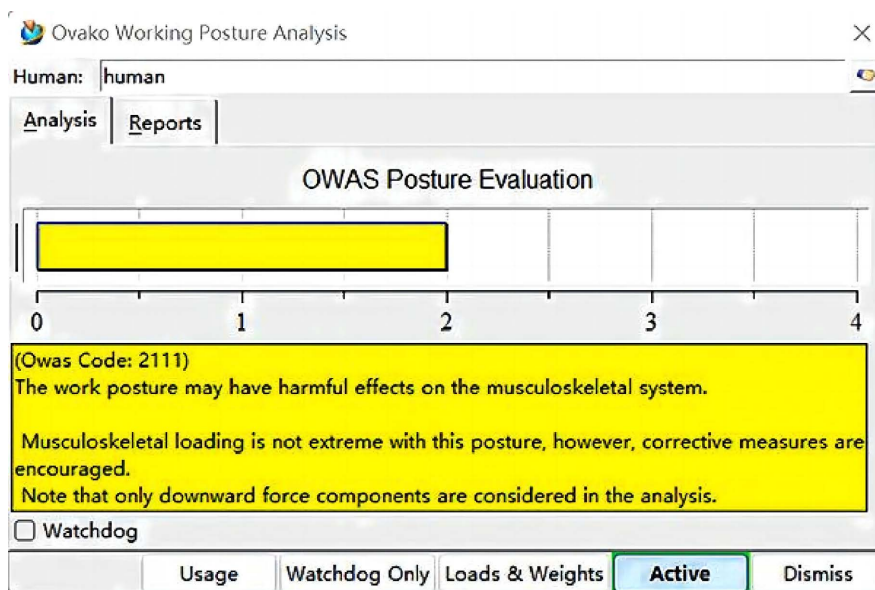 Ovako Working Posture Analysis
Human: human
Analysis Reports
OWAS Posture Evaluation
0 1 2 3 4
(Owas Code: 2111)
The work posture may have harmful effects on the musculoskeletal system.
Musculoskeletal loading is not extreme with this posture, however, corrective measures are
encouraged.
Note that only downward force components are considered in the analysis.
Watchdog
Usage Watchdog Only Loads & Weights Active Dismiss